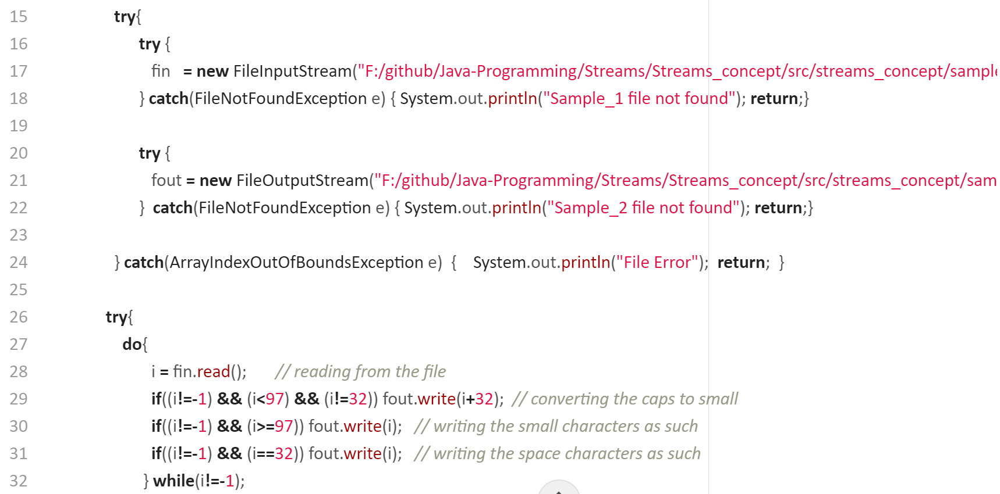 15 try{
16 try {
17 fin = new FileInputStream("F:/github/Java-Programming/Streams/Streams_concept/src/streams_concept/sample
18 } catch(FileNotFoundException e) { System.out.println("Sample_1 file not found"); return;}
19
20 try {
21 fout = new FileOutputStream("F:/github/Java-Programming/Streams/Streams_concept/src/streams_concept/sam
22 } catch(FileNotFoundException e) { System.out.println("Sample_2 file not found"); return;}
23
24 } catch(ArrayIndexOutOfBoundsException e) { System.out.println("File Error"); return; }
25
26 try{
27 do{
28 i = fin.read(); // reading from the file
29 if((i!=-1) && (i<97) && (i!=32)) fout.write(i+32); // converting the caps to small
30 if((i!=-1) && (i>=97)) fout.write(i); // writing the small characters as such
31 if((i!=-1) && (i==32)) fout.write(i); // writing the space characters as such
32 } while(i!=-1);